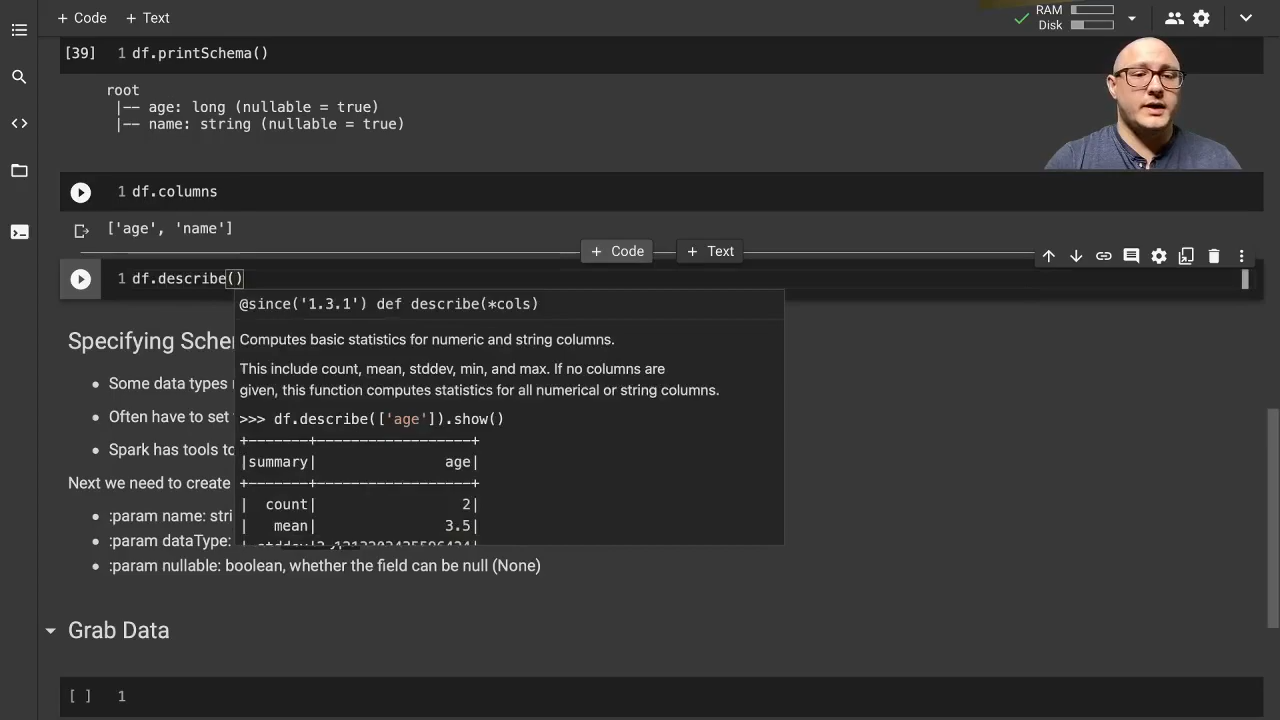 + Code + Text
RAM
Disk
[39] 1 df.printSchema()
root
|-- age: long (nullable = true)
|-- name: string (nullable = true)
1 df.columns
['age', 'name']
+ Code + Text
1 df.describe()
@since('1.3.1') def describe(*cols)
Computes basic statistics for numeric and string columns.
This include count, mean, stddev, min, and max. If no columns are
given, this function computes statistics for all numerical or string columns.
>>> df.describe(['age']).show()
+-------+------------------+
|summary| age|
+-------+------------------+
| count| 2|
| mean| 3.5|
Specifying Sche
• Some data types
• Often have to set
• Spark has tools to
Next we need to create
• :param name: stri
• :param dataType:
• :param nullable: boolean, whether the field can be null (None)
Grab Data
[ ] 1